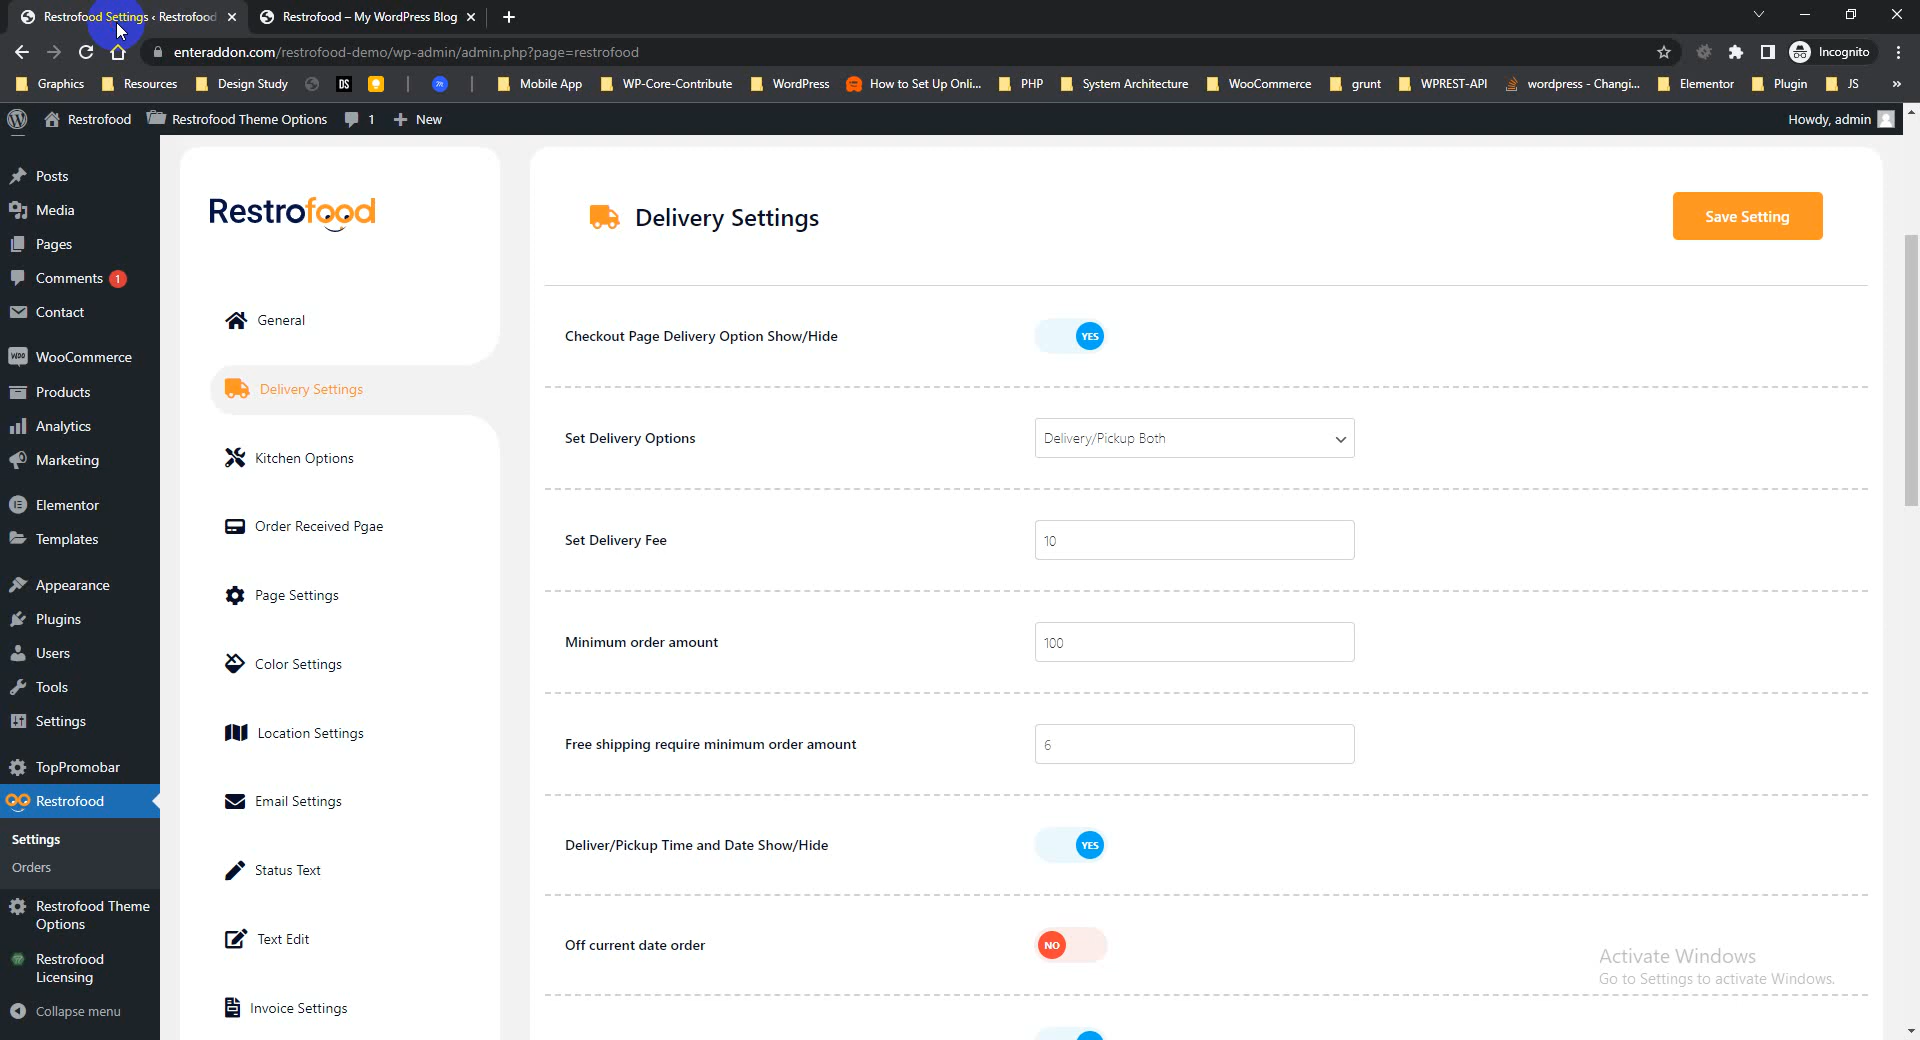 Restrofood Settings ‹ Restrofood
Restrofood – My WordPress Blog
enteraddon.com/restrofood-demo/wp-admin/admin.php?page=restrofood
Incognito
Graphics
Resources
Design Study
DS
Mobile App
WP-Core-Contribute
WordPress
How to Set Up Onli...
PHP
System Architecture
WooCommerce
grunt
WPREST-API
wordpress - Changi...
Elementor
Plugin
JS
»
Restrofood
Restrofood Theme Options
1
New
Howdy, admin
Posts
Media
Pages
Comments 1
Contact
WooCommerce
Products
Analytics
Marketing
Elementor
Templates
Appearance
Plugins
Users
Tools
Settings
TopPromobar
Restrofood
Settings
Orders
Restrofood Theme
Options
Restrofood
Licensing
Collapse menu
Restrofood
General
Delivery Settings
Kitchen Options
Order Received Pgae
Page Settings
Color Settings
Location Settings
Email Settings
Status Text
Text Edit
Invoice Settings
Delivery Settings
Save Setting
Checkout Page Delivery Option Show/Hide
YES
Set Delivery Options
Delivery/Pickup Both
Set Delivery Fee
10
Minimum order amount
100
Free shipping require minimum order amount
6
Deliver/Pickup Time and Date Show/Hide
YES
Off current date order
NO
Activate Windows
Go to Settings to activate Windows.